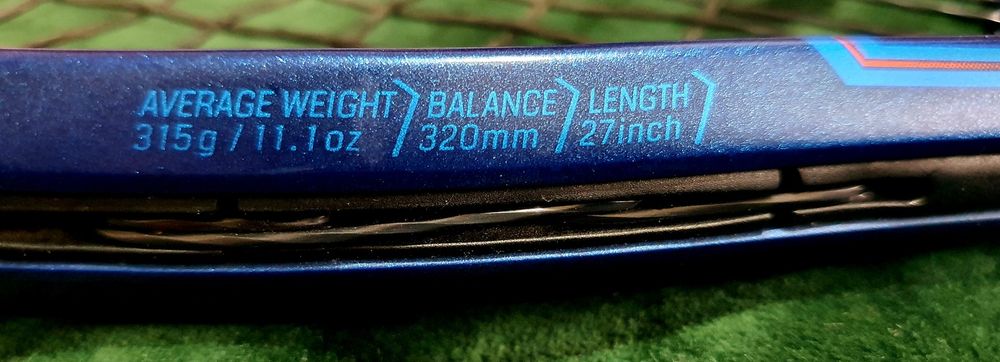 AVERAGE WEIGHT BALANCE LENGTH
315g / 11.1oz 320mm 27inch